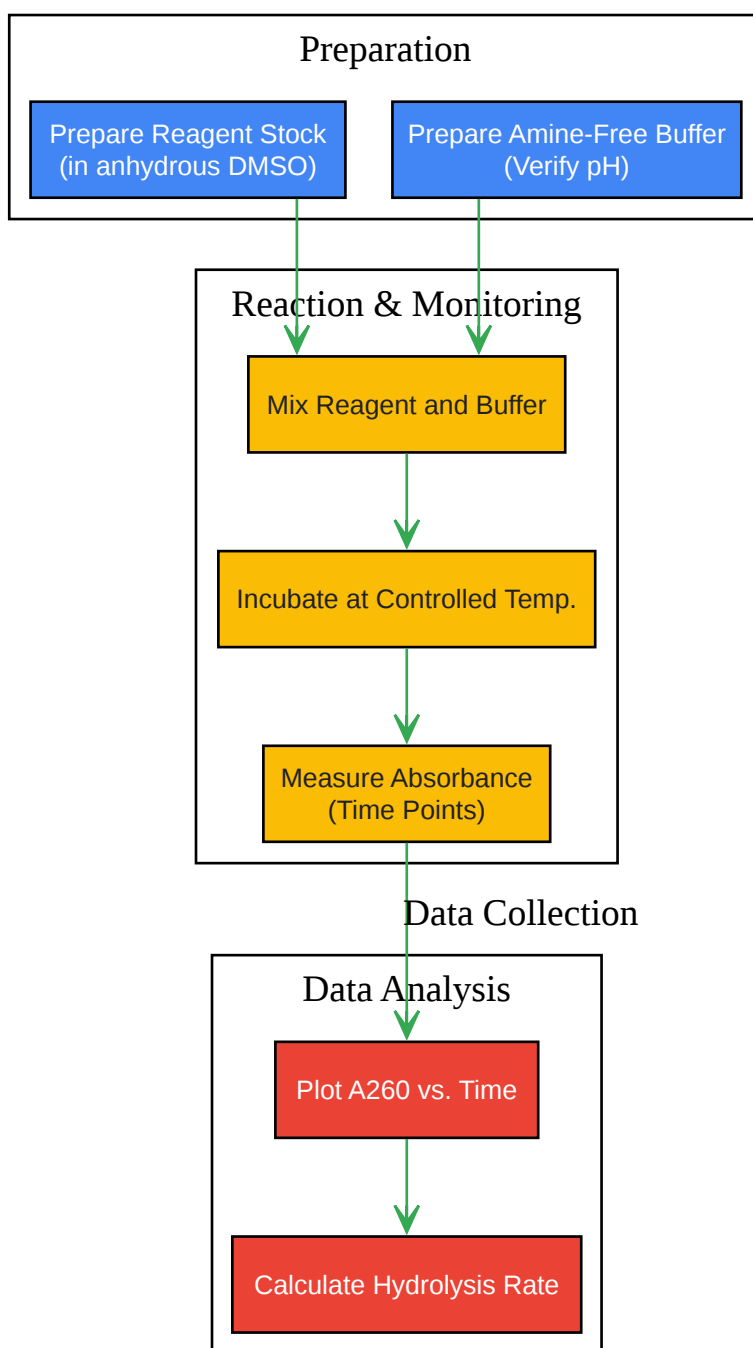 Preparation
Prepare Reagent Stock
(in anhydrous DMSO)
Prepare Amine-Free Buffer
(Verify pH)
Reaction & Monitoring
Mix Reagent and Buffer
Incubate at Controlled Temp.
Measure Absorbance
(Time Points)
Data Collection
Data Analysis
Plot A260 vs. Time
Calculate Hydrolysis Rate